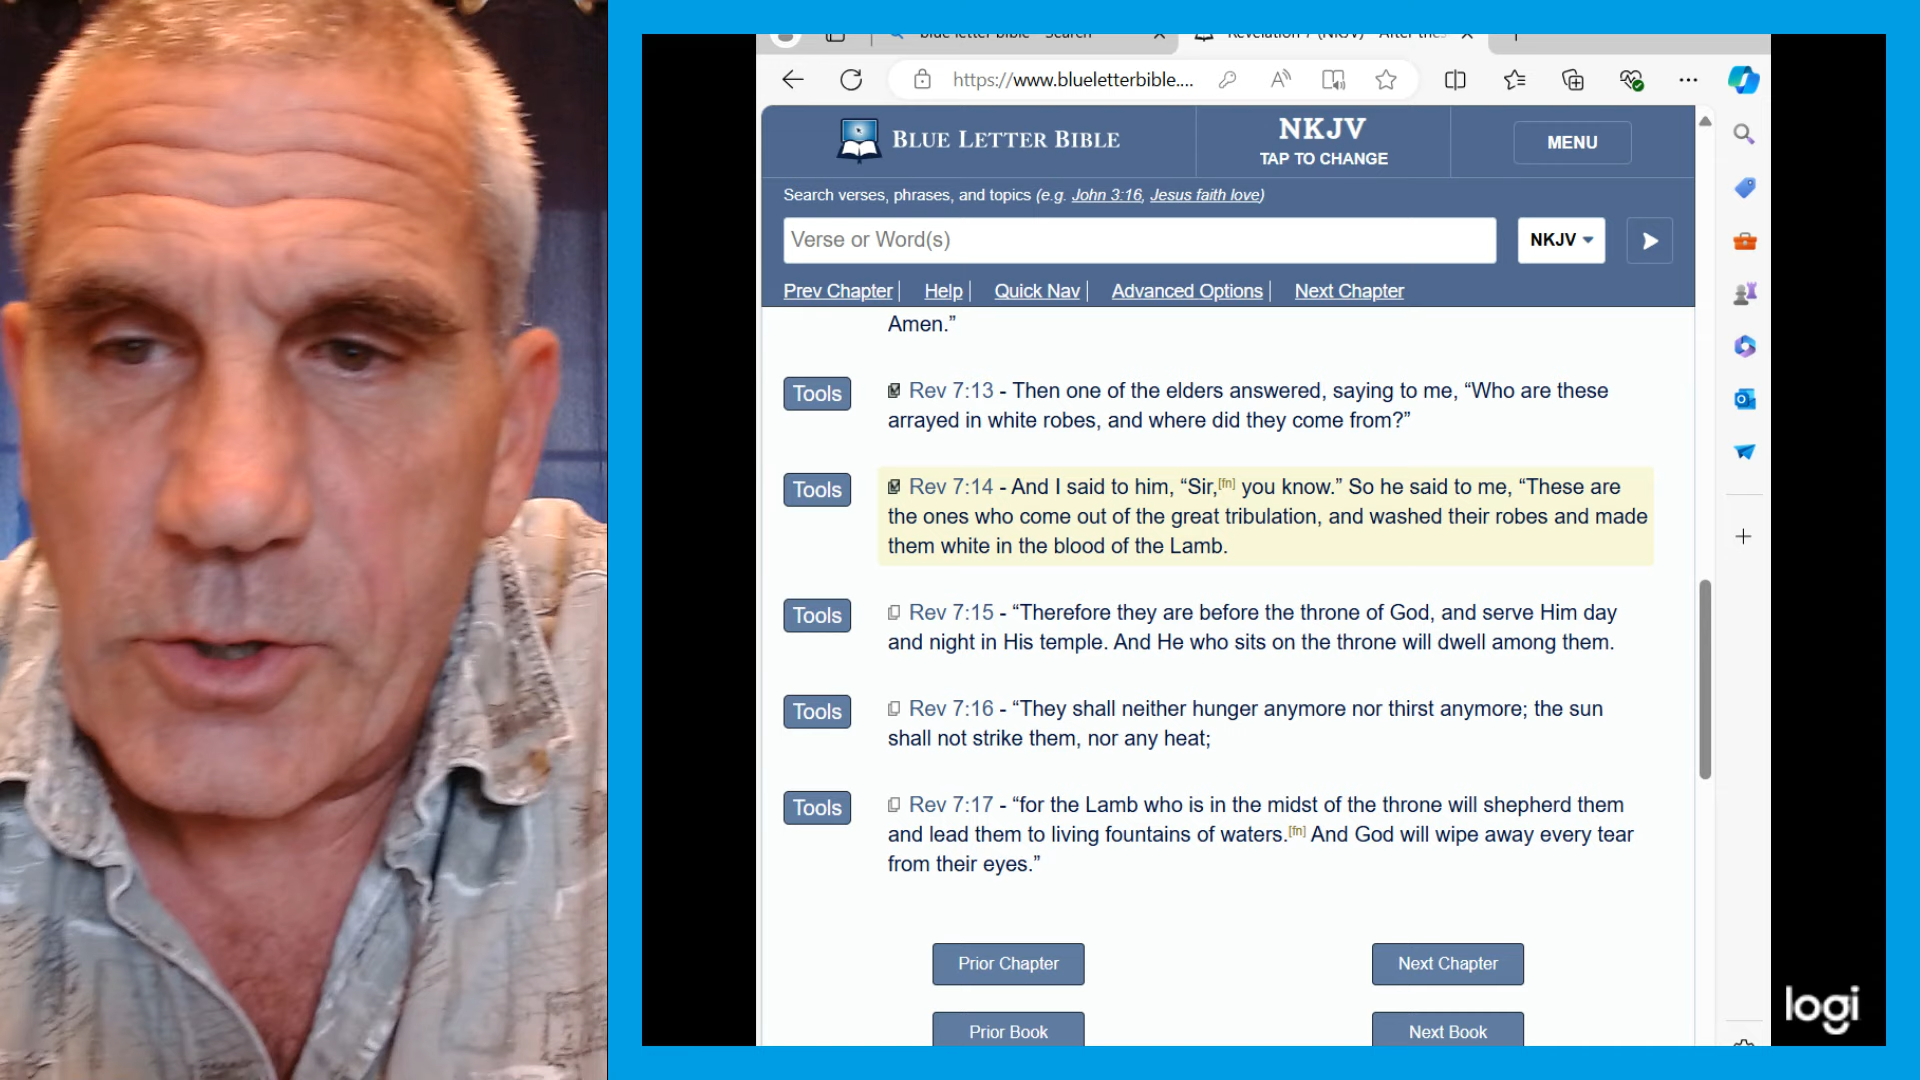 blue letter bible - Search
Revelation 7 (NKJV) - After thes
https://www.blueletterbible....
BLUE LETTER BIBLE
NKJV
TAP TO CHANGE
MENU
Search verses, phrases, and topics (e.g. John 3:16, Jesus faith love)
Verse or Word(s)
NKJV
Prev Chapter| Help| Quick Nav| Advanced Options| Next Chapter
Amen.”
Tools
Rev 7:13 - Then one of the elders answered, saying to me, “Who are these
arrayed in white robes, and where did they come from?”
Tools
Rev 7:14 - And I said to him, “Sir,[fn] you know.” So he said to me, “These are
the ones who come out of the great tribulation, and washed their robes and made
them white in the blood of the Lamb.
Tools
Rev 7:15 - “Therefore they are before the throne of God, and serve Him day
and night in His temple. And He who sits on the throne will dwell among them.
Tools
Rev 7:16 - “They shall neither hunger anymore nor thirst anymore; the sun
shall not strike them, nor any heat;
Tools
Rev 7:17 - “for the Lamb who is in the midst of the throne will shepherd them
and lead them to living fountains of waters.[fn] And God will wipe away every tear
from their eyes.”
Prior Chapter
Next Chapter
Prior Book
Next Book
logi